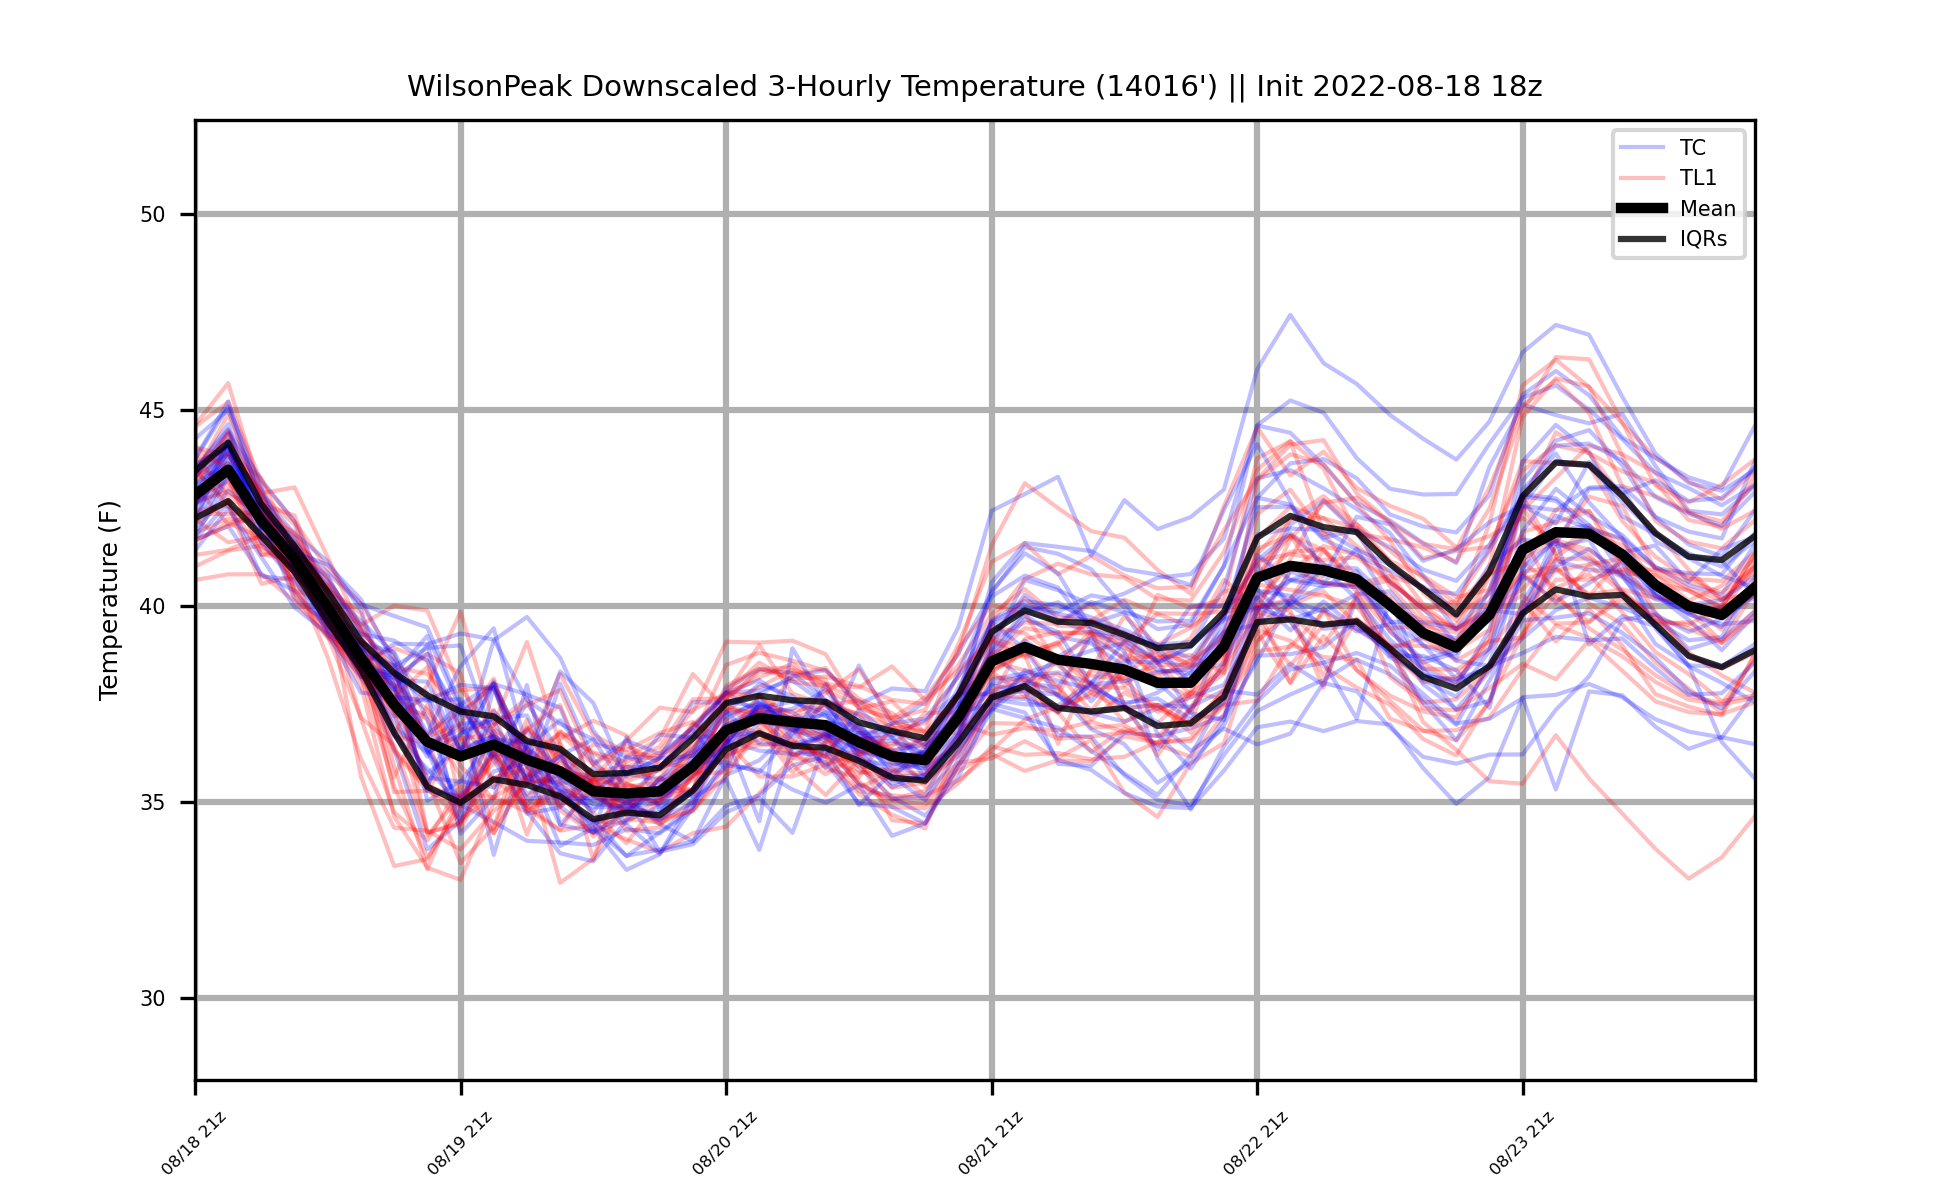 WilsonPeak Downscaled 3-Hourly Temperature (14016') || Init 2022-08-18 18z
TC
TL1
Mean
IQRs
Temperature (F)
50
45
40
35
30
08/18 21z
08/19 21z
08/20 21z
08/21 21z
08/22 21z
08/23 21z